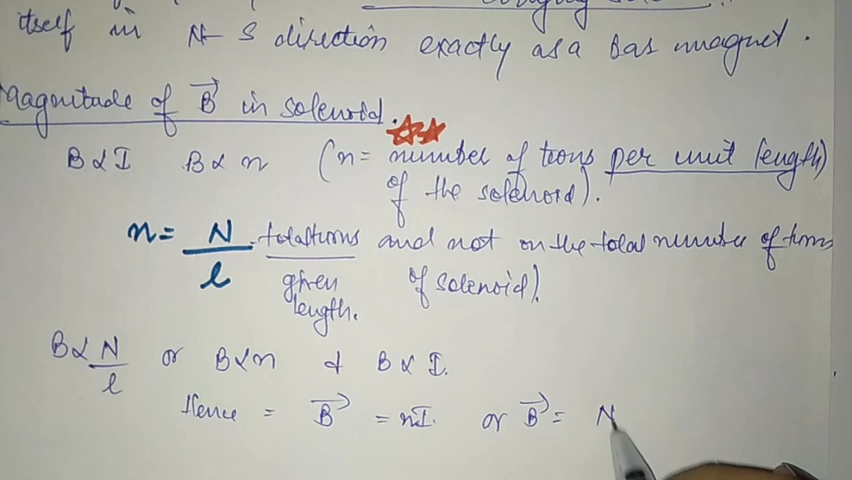 itself in N-S direction exactly as a Bar magnet.
Magnitude of B⃗ in solenoid.
B∝I B∝n (n = number of turns per unit length)
of the solenoid).
n = N/l total turns and not on the total number of turns
given length. of solenoid).
B∝N/l or B∝n & B∝I.
Hence = B⃗ = nI. or B⃗ = N